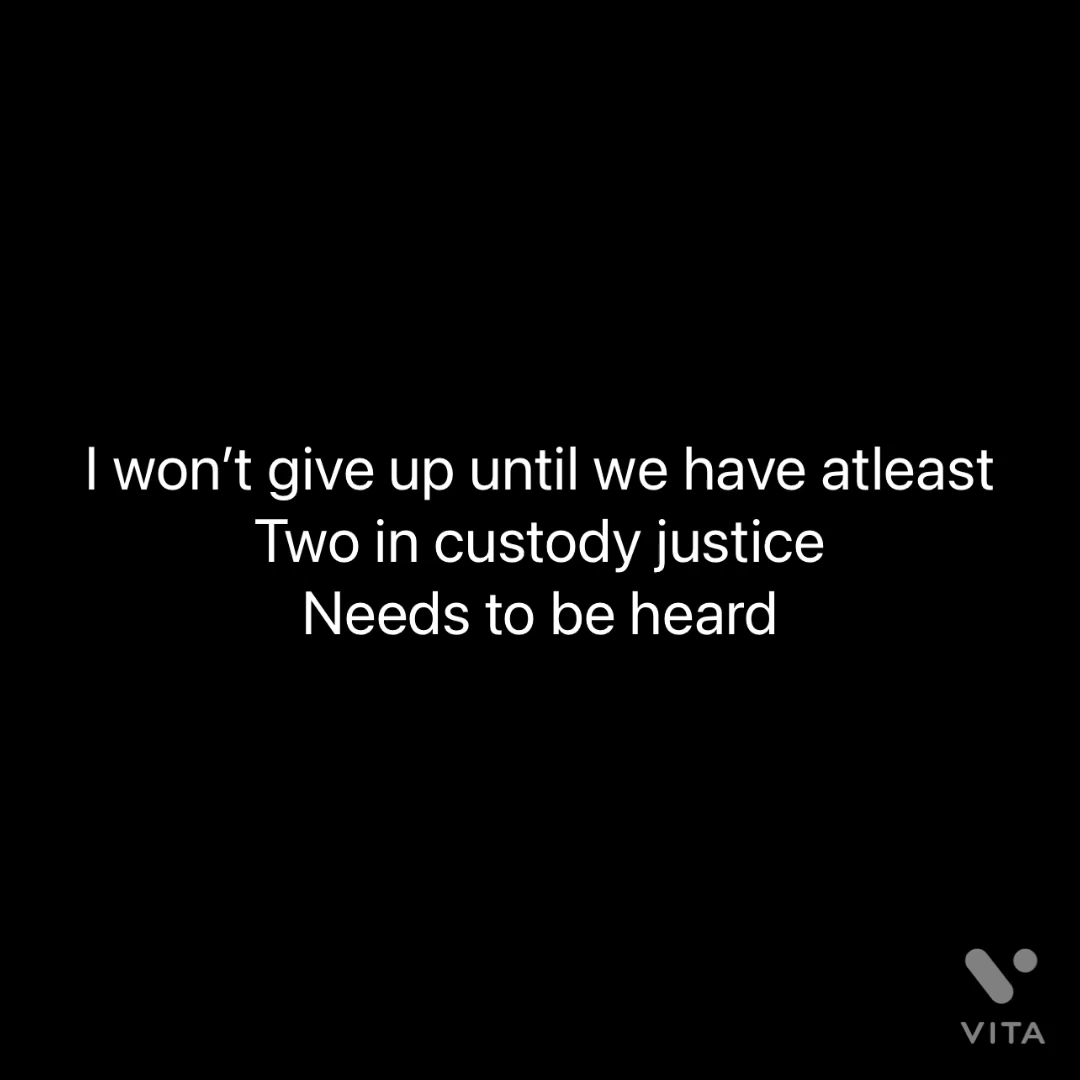 I won’t give up until we have atleast
Two in custody justice
Needs to be heard
VITA